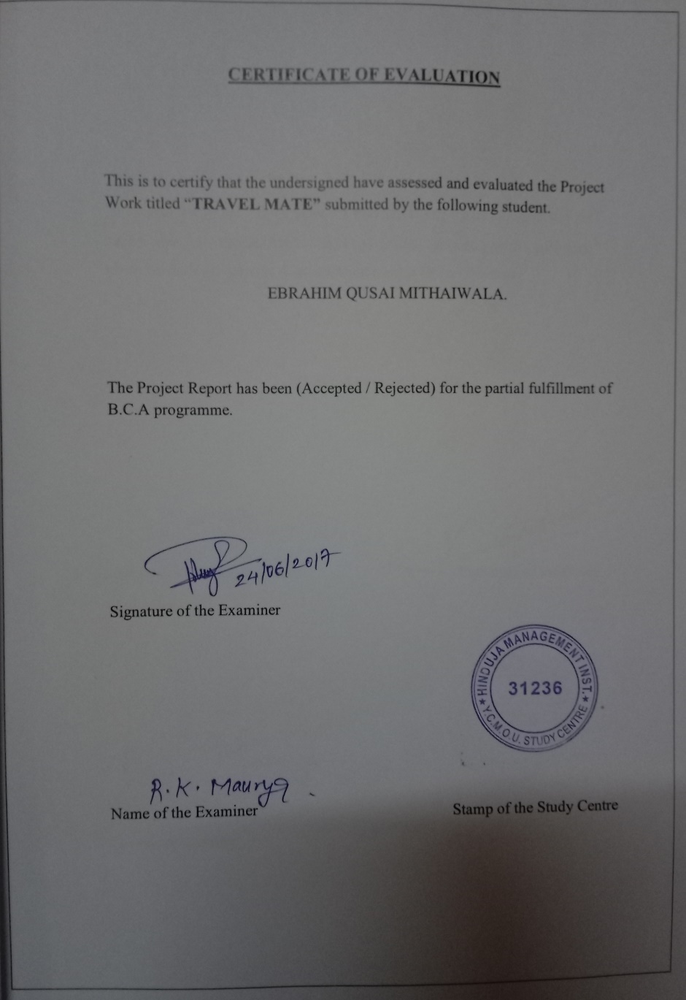 CERTIFICATE OF EVALUATION
This is to certify that the undersigned have assessed and evaluated the Project
Work titled “TRAVEL MATE” submitted by the following student.
EBRAHIM QUSAI MITHAIWALA.
The Project Report has been (Accepted / Rejected) for the partial fulfillment of
B.C.A programme.
24/06/2017
Signature of the Examiner
HINDUJA MANAGEMENT INST.
31236
★ Y.C.M.O.U. STUDY CENTRE ★
R. K. Maurya
Name of the Examiner
Stamp of the Study Centre